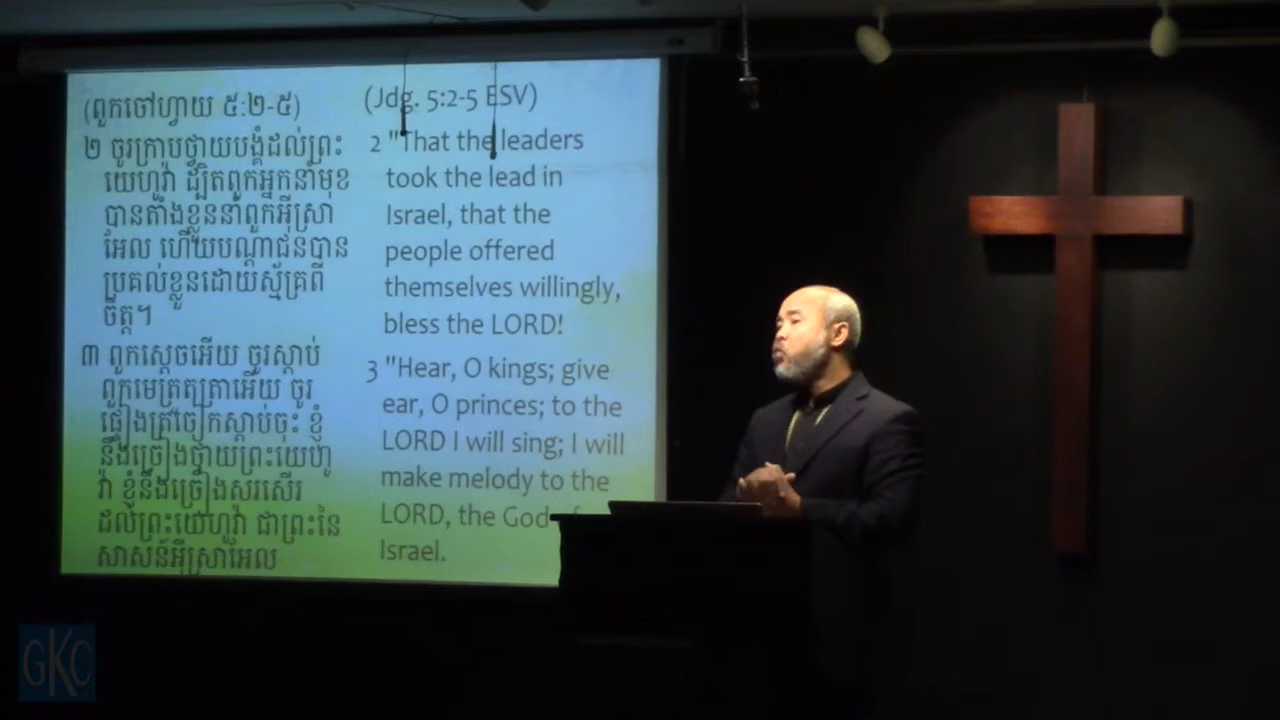 (ពួកចៅហ្វាយ ៥:២-៥)
២ ចូរក្រាបថ្វាយបង្គំដល់ព្រះ
យេហូវ៉ា ដ្បិតពួកអ្នកនាំមុខ
បានតាំងខ្លួននាំពួកអ៊ីស្រា
អែល ហើយបណ្តាជនបាន
ប្រគល់ខ្លួនដោយស្ម័គ្រពី
ចិត្ត។
៣ ពួកស្តេចអើយ ចូរស្តាប់
ពួកមេត្រួតត្រាអើយ ចូរ
ផ្ទៀងត្រចៀកស្តាប់ចុះ ខ្ញុំ
នឹងច្រៀងថ្វាយព្រះយេហូ
វ៉ា ខ្ញុំនឹងច្រៀងសរសើរ
ដល់ព្រះយេហូវ៉ា ជាព្រះនៃ
សាសន៍អ៊ីស្រាអែល
(Jdg. 5:2-5 ESV)
2 "That the leaders
took the lead in
Israel, that the
people offered
themselves willingly,
bless the LORD!
3 "Hear, O kings; give
ear, O princes; to the
LORD I will sing; I will
make melody to the
LORD, the God
Israel.
GKC